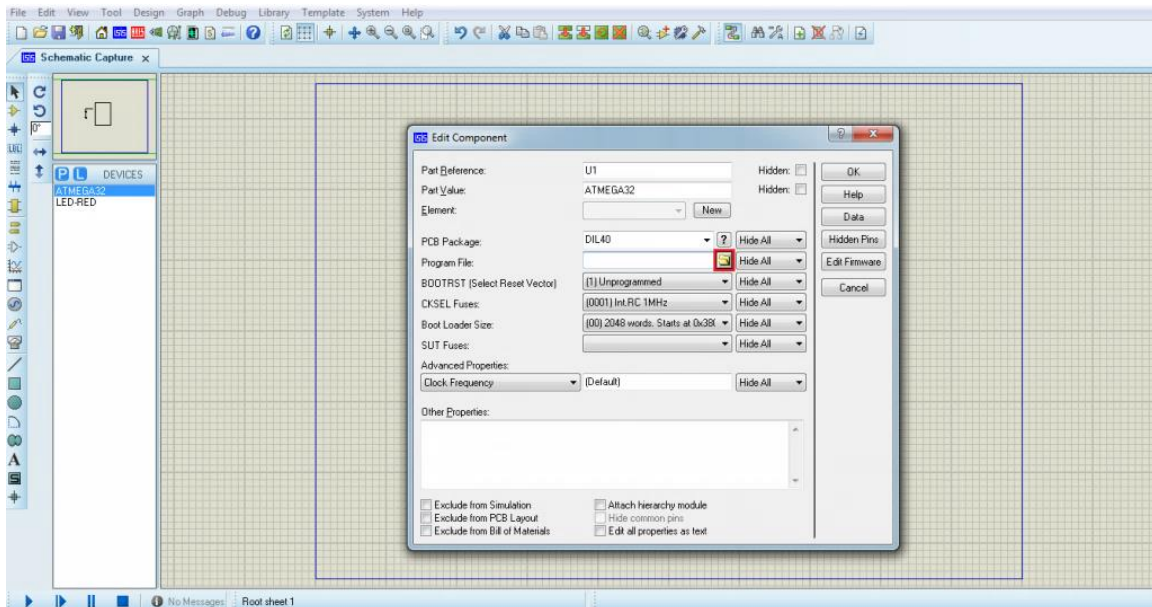 File Edit View Tool Design Graph Debug Library Template System Help
ISIS
ISIS Schematic Capture x
0°
LBL
P L DEVICES
ATMEGA32
LED-RED
A
S
ISIS Edit Component
? X
Part Reference: U1 Hidden:
Part Value: ATMEGA32 Hidden:
Element: New
PCB Package: DIL40 ? Hide All
Program File: Hide All
BOOTRST (Select Reset Vector) (1) Unprogrammed Hide All
CKSEL Fuses: (0001) Int.RC 1MHz Hide All
Boot Loader Size: (00) 2048 words. Starts at 0x38( Hide All
SUT Fuses: Hide All
Advanced Properties:
Clock Frequency (Default) Hide All
Other Properties:
Exclude from Simulation Attach hierarchy module
Exclude from PCB Layout Hide common pins
Exclude from Bill of Materials Edit all properties as text
OK
Help
Data
Hidden Pins
Edit Firmware
Cancel
No Messages Root sheet 1